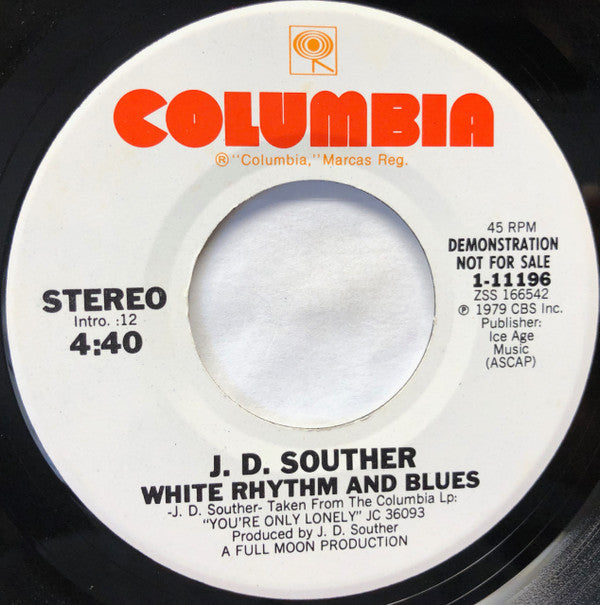 COLUMBIA
®"Columbia," Marcas Reg.
STEREO
Intro. :12
4:40
45 RPM
DEMONSTRATION
NOT FOR SALE
1-11196
ZSS 166542
℗ 1979 CBS Inc.
Publisher:
Ice Age
Music
(ASCAP)
J. D. SOUTHER
WHITE RHYTHM AND BLUES
-J. D. Souther- Taken From The Columbia Lp:
"YOU'RE ONLY LONELY" JC 36093
Produced by J. D. Souther
A FULL MOON PRODUCTION